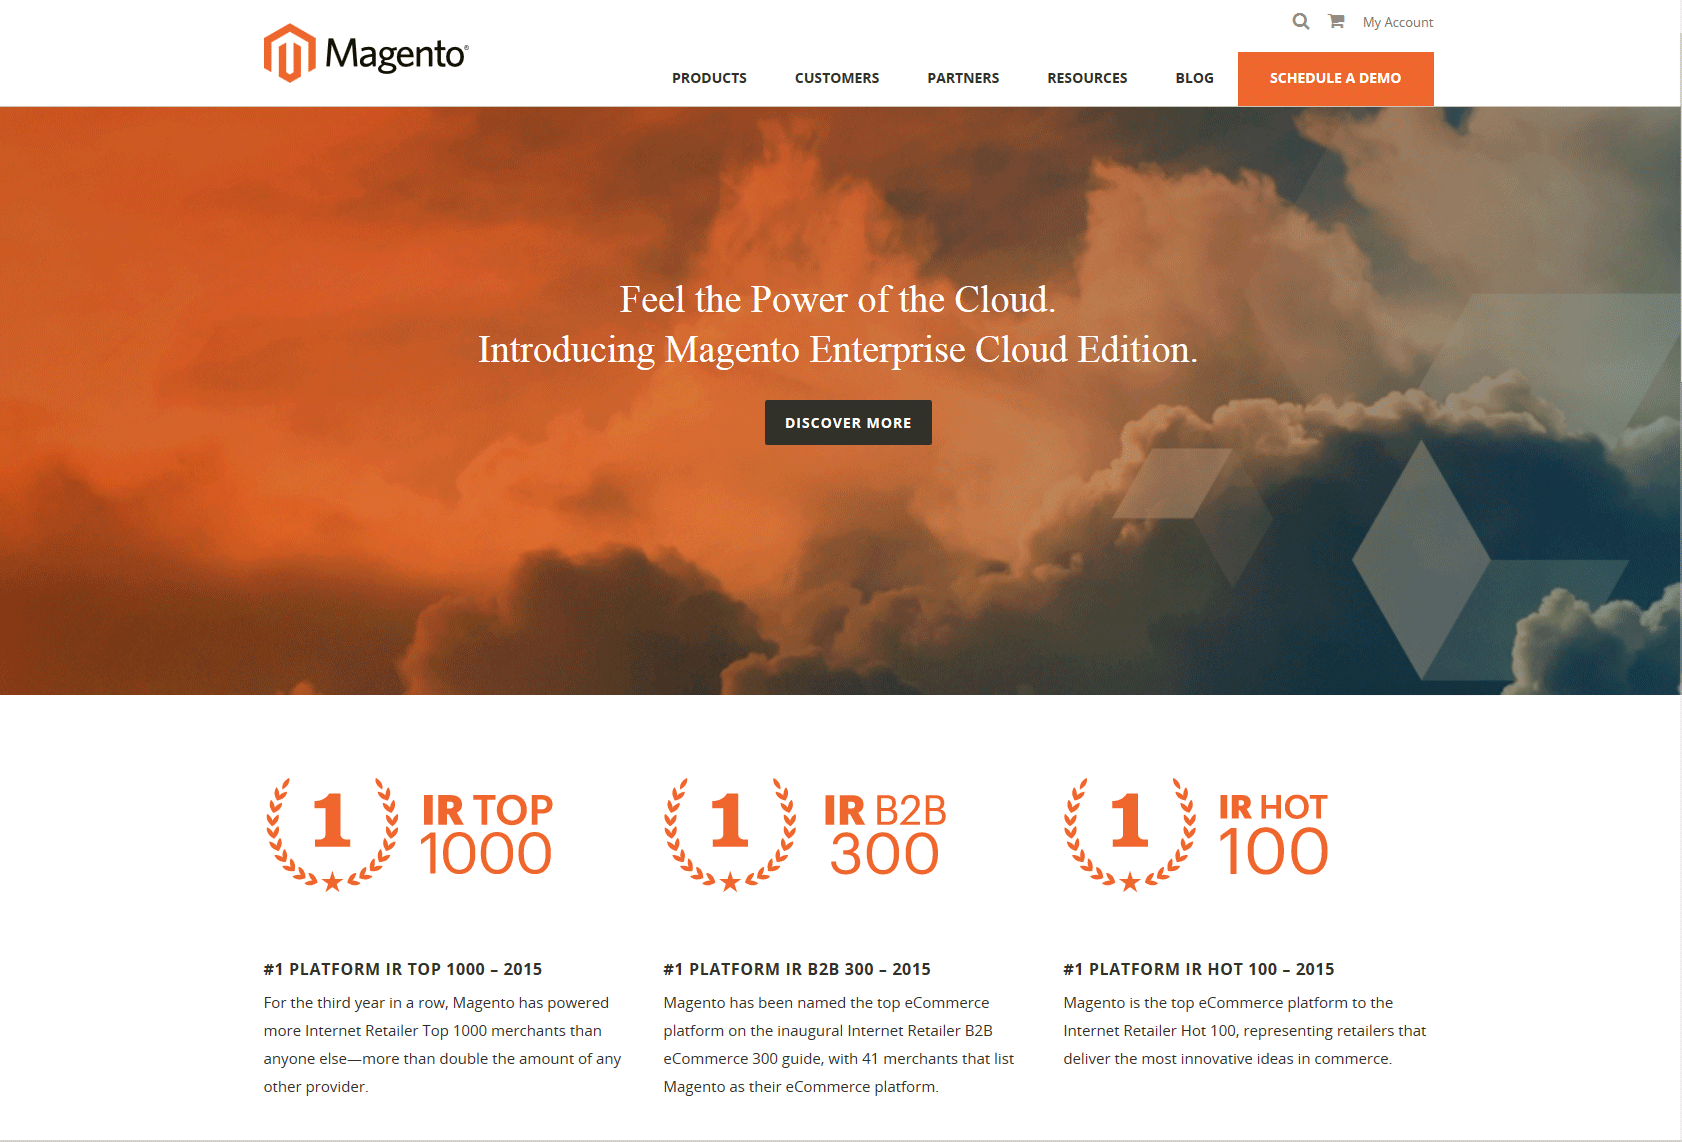 My Account
Magento®
PRODUCTS CUSTOMERS PARTNERS RESOURCES BLOG SCHEDULE A DEMO
Feel the Power of the Cloud.
Introducing Magento Enterprise Cloud Edition.
DISCOVER MORE
1 IR TOP
1000
1 IR B2B
300
1 IR HOT
100
#1 PLATFORM IR TOP 1000 – 2015
For the third year in a row, Magento has powered
more Internet Retailer Top 1000 merchants than
anyone else—more than double the amount of any
other provider.
#1 PLATFORM IR B2B 300 – 2015
Magento has been named the top eCommerce
platform on the inaugural Internet Retailer B2B
eCommerce 300 guide, with 41 merchants that list
Magento as their eCommerce platform.
#1 PLATFORM IR HOT 100 – 2015
Magento is the top eCommerce platform to the
Internet Retailer Hot 100, representing retailers that
deliver the most innovative ideas in commerce.